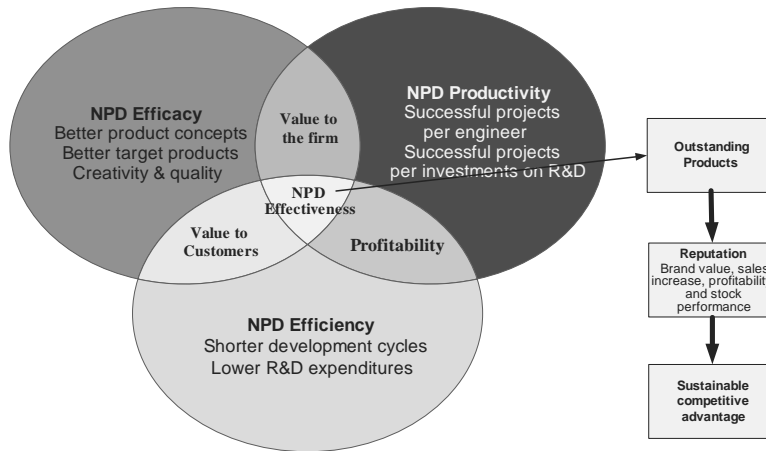 NPD Efficacy
Better product concepts
Better target products
Creativity & quality
Value to
the firm
NPD Productivity
Successful projects
per engineer
Successful projects
per investments on R&D
NPD
Effectiveness
Value to
Customers
Profitability
NPD Efficiency
Shorter development cycles
Lower R&D expenditures
Outstanding
Products
Reputation
Brand value, sales
increase, profitability
and stock
performance
Sustainable
competitive
advantage